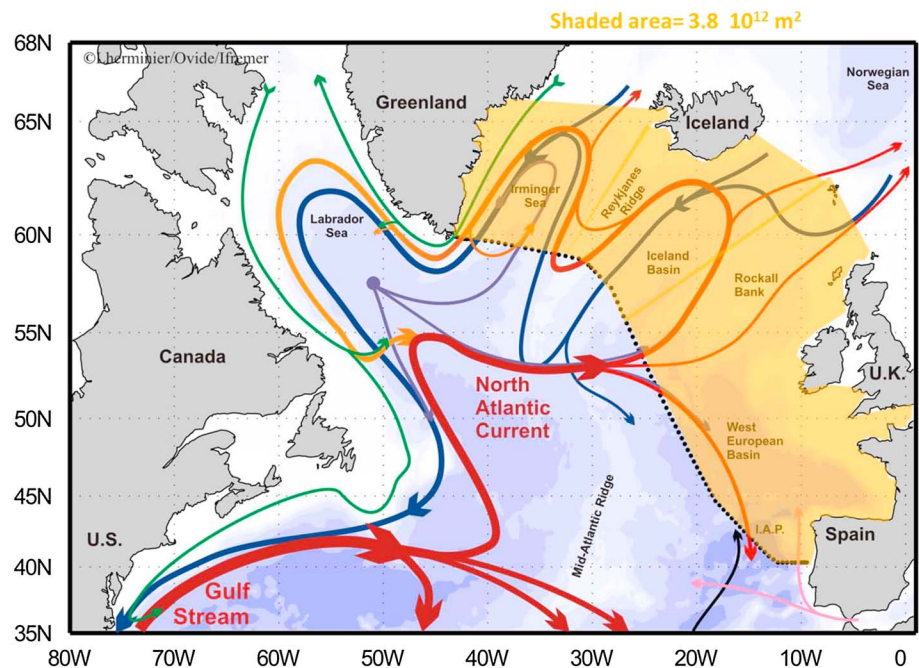 Shaded area= 3.8 10¹² m²
68N
©Lherminier/Ovide/Ifremer
Greenland
Norwegian
Sea
65N
Iceland
Irminger
Sea
Reykjanes
Ridge
Labrador
Sea
60N
Iceland
Basin
Rockall
Bank
55N
Canada
U.K.
North
Atlantic
Current
50N
West
European
Basin
45N
Mid-Atlantic Ridge
U.S.
I.A.P.
Spain
40N
Gulf
Stream
35N
80W 70W 60W 50W 40W 30W 20W 10W 0